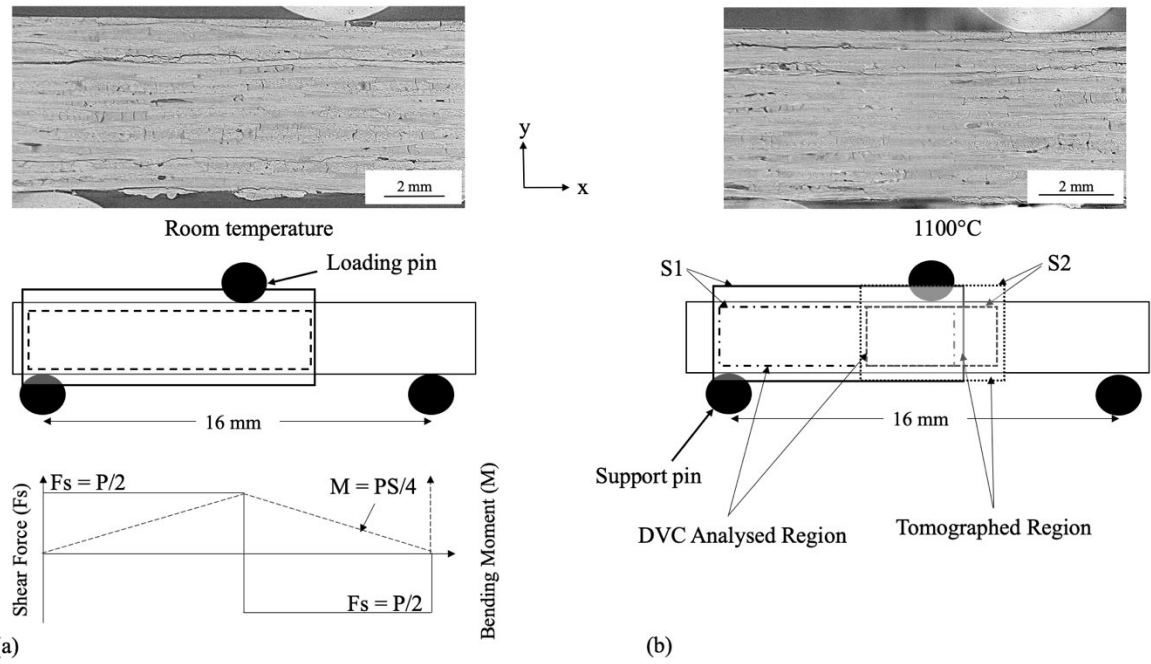 2 mm
2 mm
Room temperature
y
x
1100°C
Loading pin
16 mm
S1
S2
16 mm
Support pin
DVC Analysed Region
Tomographed Region
Shear Force (Fs)
Fs = P/2
M = PS/4
Fs = P/2
Bending Moment (M)
(a)
(b)